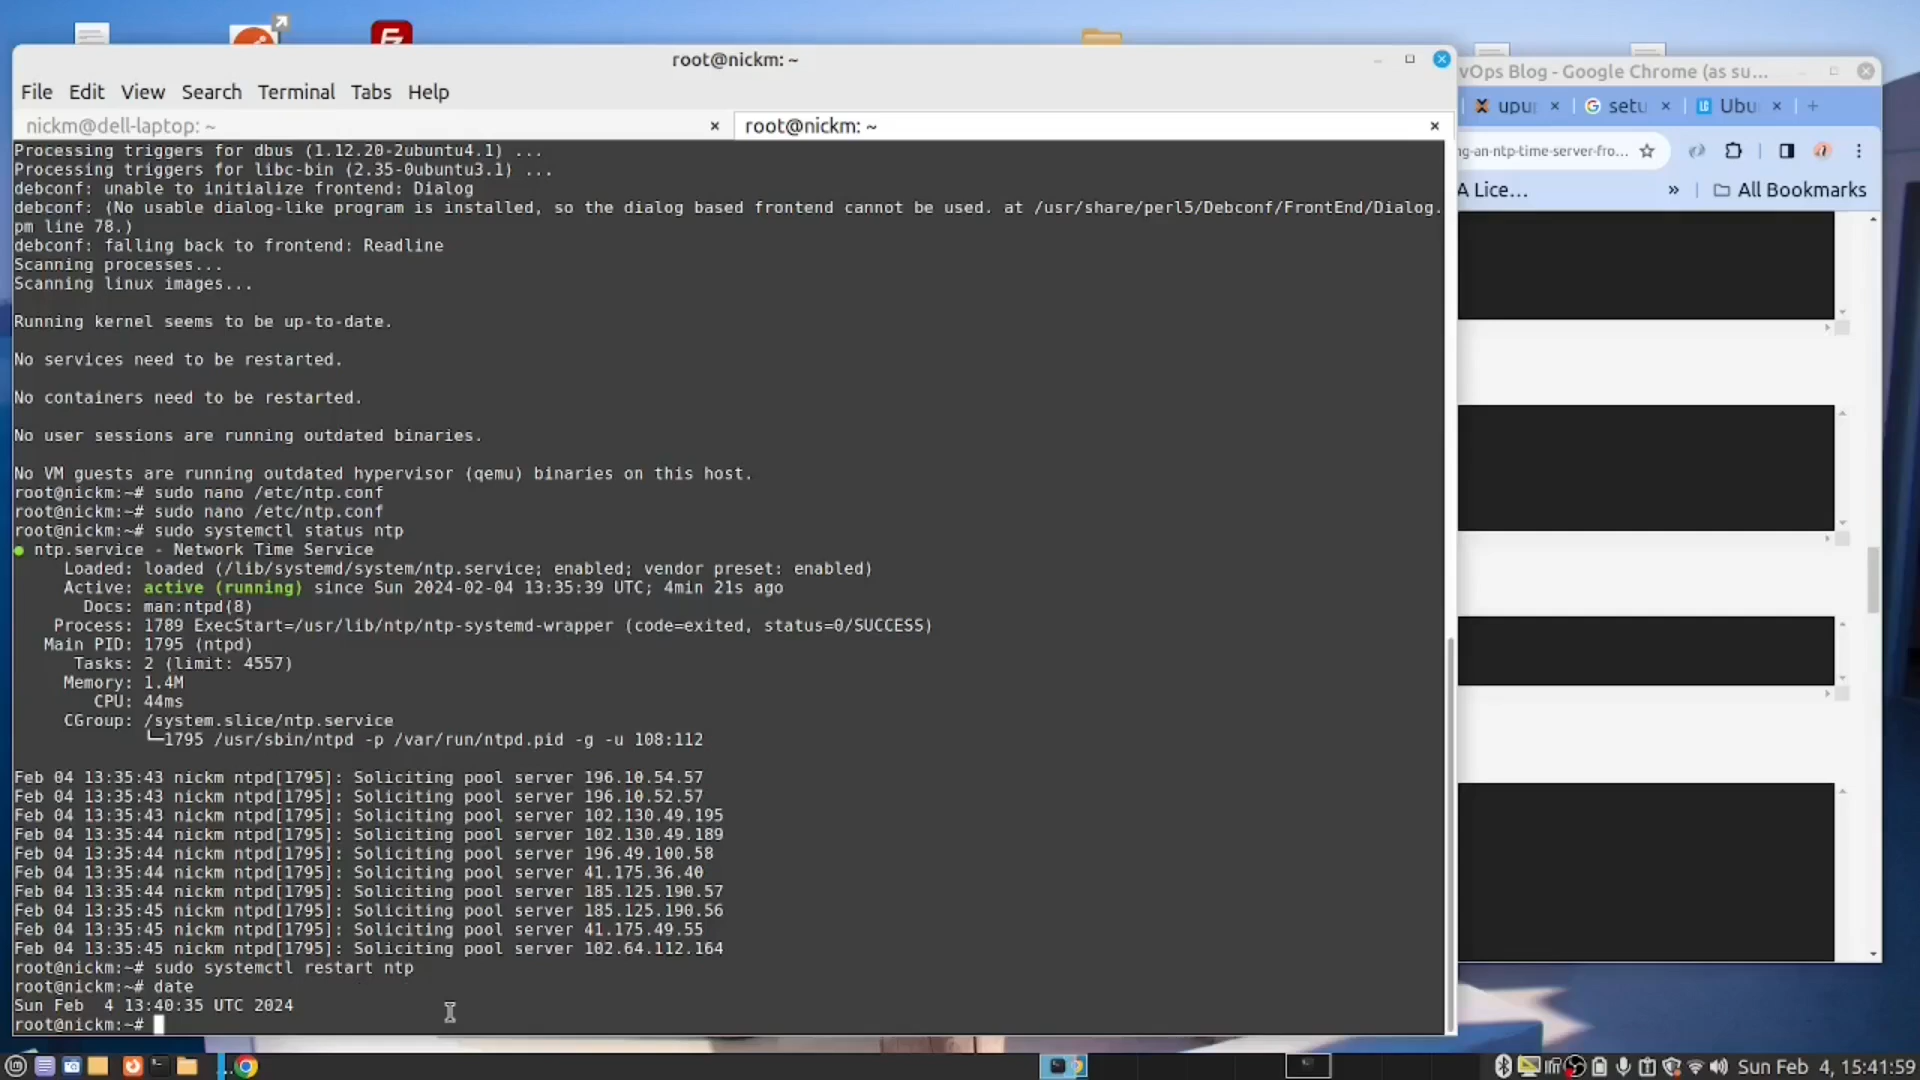 root@nickm: ~
File Edit View Search Terminal Tabs Help
nickm@dell-laptop: ~ × root@nickm: ~ ×
Processing triggers for dbus (1.12.20-2ubuntu4.1) ...
Processing triggers for libc-bin (2.35-0ubuntu3.1) ...
debconf: unable to initialize frontend: Dialog
debconf: (No usable dialog-like program is installed, so the dialog based frontend cannot be used. at /usr/share/perl5/Debconf/FrontEnd/Dialog.
pm line 78.)
debconf: falling back to frontend: Readline
Scanning processes...
Scanning linux images...
Running kernel seems to be up-to-date.
No services need to be restarted.
No containers need to be restarted.
No user sessions are running outdated binaries.
No VM guests are running outdated hypervisor (qemu) binaries on this host.
root@nickm:~# sudo nano /etc/ntp.conf
root@nickm:~# sudo nano /etc/ntp.conf
root@nickm:~# sudo systemctl status ntp
● ntp.service - Network Time Service
Loaded: loaded (/lib/systemd/system/ntp.service; enabled; vendor preset: enabled)
Active: active (running) since Sun 2024-02-04 13:35:39 UTC; 4min 21s ago
Docs: man:ntpd(8)
Process: 1789 ExecStart=/usr/lib/ntp/ntp-systemd-wrapper (code=exited, status=0/SUCCESS)
Main PID: 1795 (ntpd)
Tasks: 2 (limit: 4557)
Memory: 1.4M
CPU: 44ms
CGroup: /system.slice/ntp.service
└─1795 /usr/sbin/ntpd -p /var/run/ntpd.pid -g -u 108:112
Feb 04 13:35:43 nickm ntpd[1795]: Soliciting pool server 196.10.54.57
Feb 04 13:35:43 nickm ntpd[1795]: Soliciting pool server 196.10.52.57
Feb 04 13:35:43 nickm ntpd[1795]: Soliciting pool server 102.130.49.195
Feb 04 13:35:44 nickm ntpd[1795]: Soliciting pool server 102.130.49.189
Feb 04 13:35:44 nickm ntpd[1795]: Soliciting pool server 196.49.100.58
Feb 04 13:35:44 nickm ntpd[1795]: Soliciting pool server 41.175.36.40
Feb 04 13:35:44 nickm ntpd[1795]: Soliciting pool server 185.125.190.57
Feb 04 13:35:45 nickm ntpd[1795]: Soliciting pool server 185.125.190.56
Feb 04 13:35:45 nickm ntpd[1795]: Soliciting pool server 41.175.49.55
Feb 04 13:35:45 nickm ntpd[1795]: Soliciting pool server 102.64.112.164
root@nickm:~# sudo systemctl restart ntp
root@nickm:~# date
Sun Feb  4 13:40:35 UTC 2024
root@nickm:~#
vOps Blog - Google Chrome (as su...
setu × Ubu × +
g-an-ntp-time-server-fro...
A Lice... » All Bookmarks
Sun Feb 4, 15:41:59